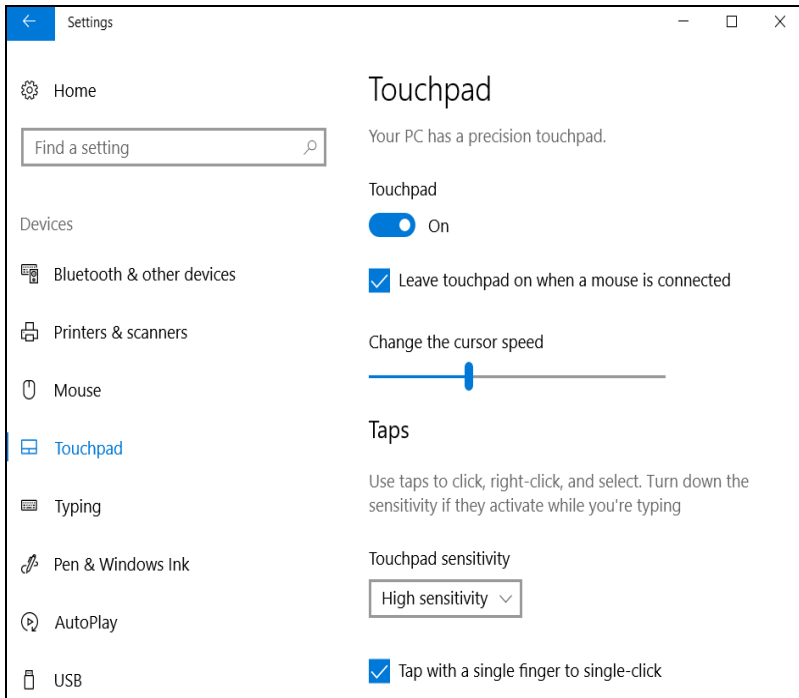 Settings
Home
Find a setting
Devices
Bluetooth & other devices
Printers & scanners
Mouse
Touchpad
Typing
Pen & Windows Ink
AutoPlay
USB
Touchpad
Your PC has a precision touchpad.
Touchpad
On
Leave touchpad on when a mouse is connected
Change the cursor speed
Taps
Use taps to click, right-click, and select. Turn down the
sensitivity if they activate while you're typing
Touchpad sensitivity
High sensitivity
Tap with a single finger to single-click